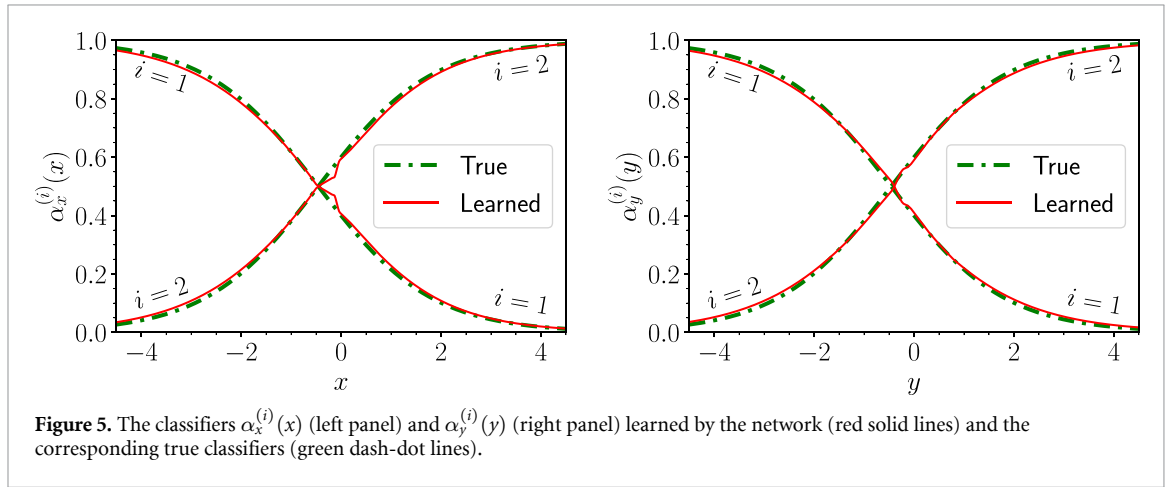 1.0
0.8
0.6
0.4
0.2
0.0
−4 −2 0 2 4
x
α_x^{(i)}(x)
i = 1
i = 2
i = 2
i = 1
True
Learned
1.0
0.8
0.6
0.4
0.2
0.0
−4 −2 0 2 4
y
α_y^{(i)}(y)
i = 1
i = 2
i = 2
i = 1
True
Learned
Figure 5. The classifiers α_x^{(i)}(x) (left panel) and α_y^{(i)}(y) (right panel) learned by the network (red solid lines) and the
corresponding true classifiers (green dash-dot lines).